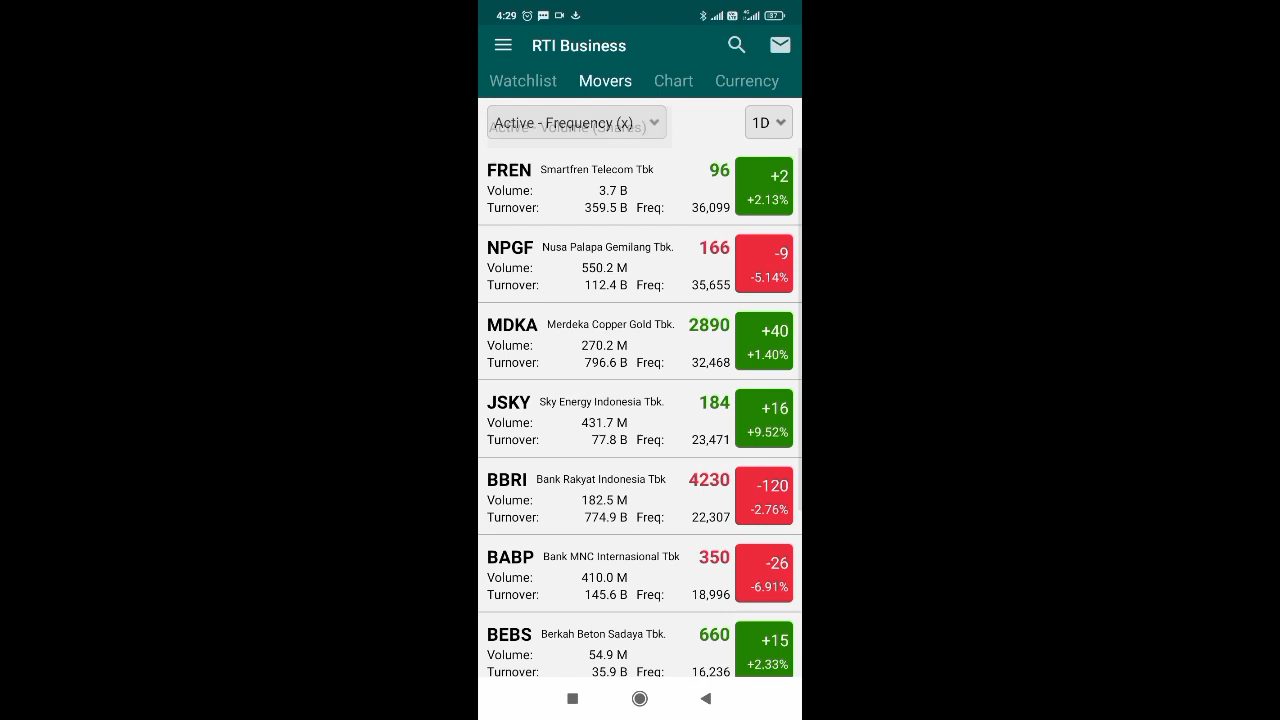 4:29 37
RTI Business
Watchlist Movers Chart Currency
Active - Frequency (x) 1D
Active - Volume (Shares)
FREN Smartfren Telecom Tbk 96 +2
Volume: 3.7 B +2.13%
Turnover: 359.5 B Freq: 36,099
NPGF Nusa Palapa Gemilang Tbk. 166 -9
Volume: 550.2 M -5.14%
Turnover: 112.4 B Freq: 35,655
MDKA Merdeka Copper Gold Tbk. 2890 +40
Volume: 270.2 M +1.40%
Turnover: 796.6 B Freq: 32,468
JSKY Sky Energy Indonesia Tbk. 184 +16
Volume: 431.7 M +9.52%
Turnover: 77.8 B Freq: 23,471
BBRI Bank Rakyat Indonesia Tbk 4230 -120
Volume: 182.5 M -2.76%
Turnover: 774.9 B Freq: 22,307
BABP Bank MNC Internasional Tbk 350 -26
Volume: 410.0 M -6.91%
Turnover: 145.6 B Freq: 18,996
BEBS Berkah Beton Sadaya Tbk. 660 +15
Volume: 54.9 M +2.33%
Turnover: 35.9 B Freq: 16,236